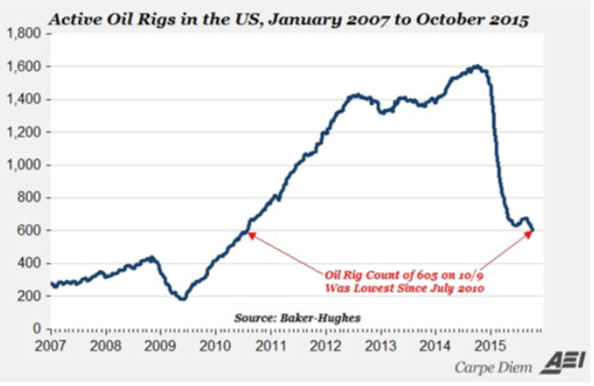 Active Oil Rigs in the US, January 2007 to October 2015
1,800
1,600
1,400
1,200
1,000
800
600
400
200
0
Oil Rig Count of 605 on 10/9
Was Lowest Since July 2010
Source: Baker-Hughes
2007 2008 2009 2010 2011 2012 2013 2014 2015
Carpe Diem AEI